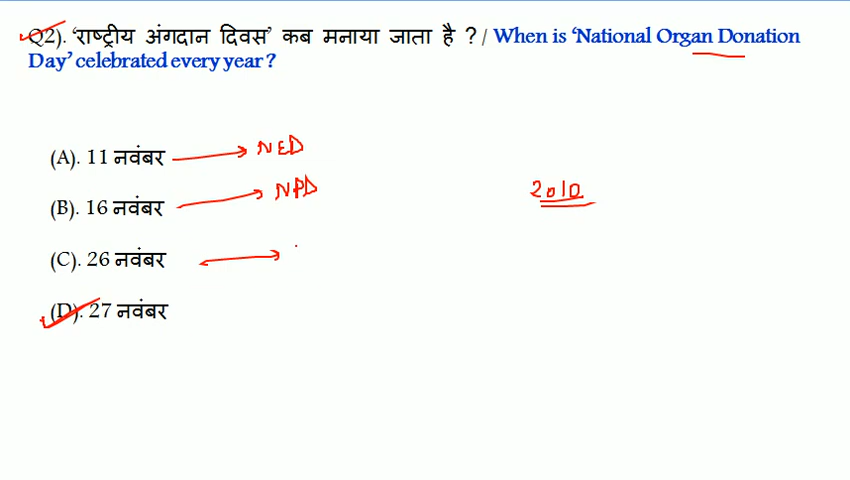 Q2). ‘राष्ट्रीय अंगदान दिवस’ कब मनाया जाता है ? / When is ‘National Organ Donation
Day’ celebrated every year ?
(A). 11 नवंबर NED
(B). 16 नवंबर NPD
2010
(C). 26 नवंबर
(D). 27 नवंबर